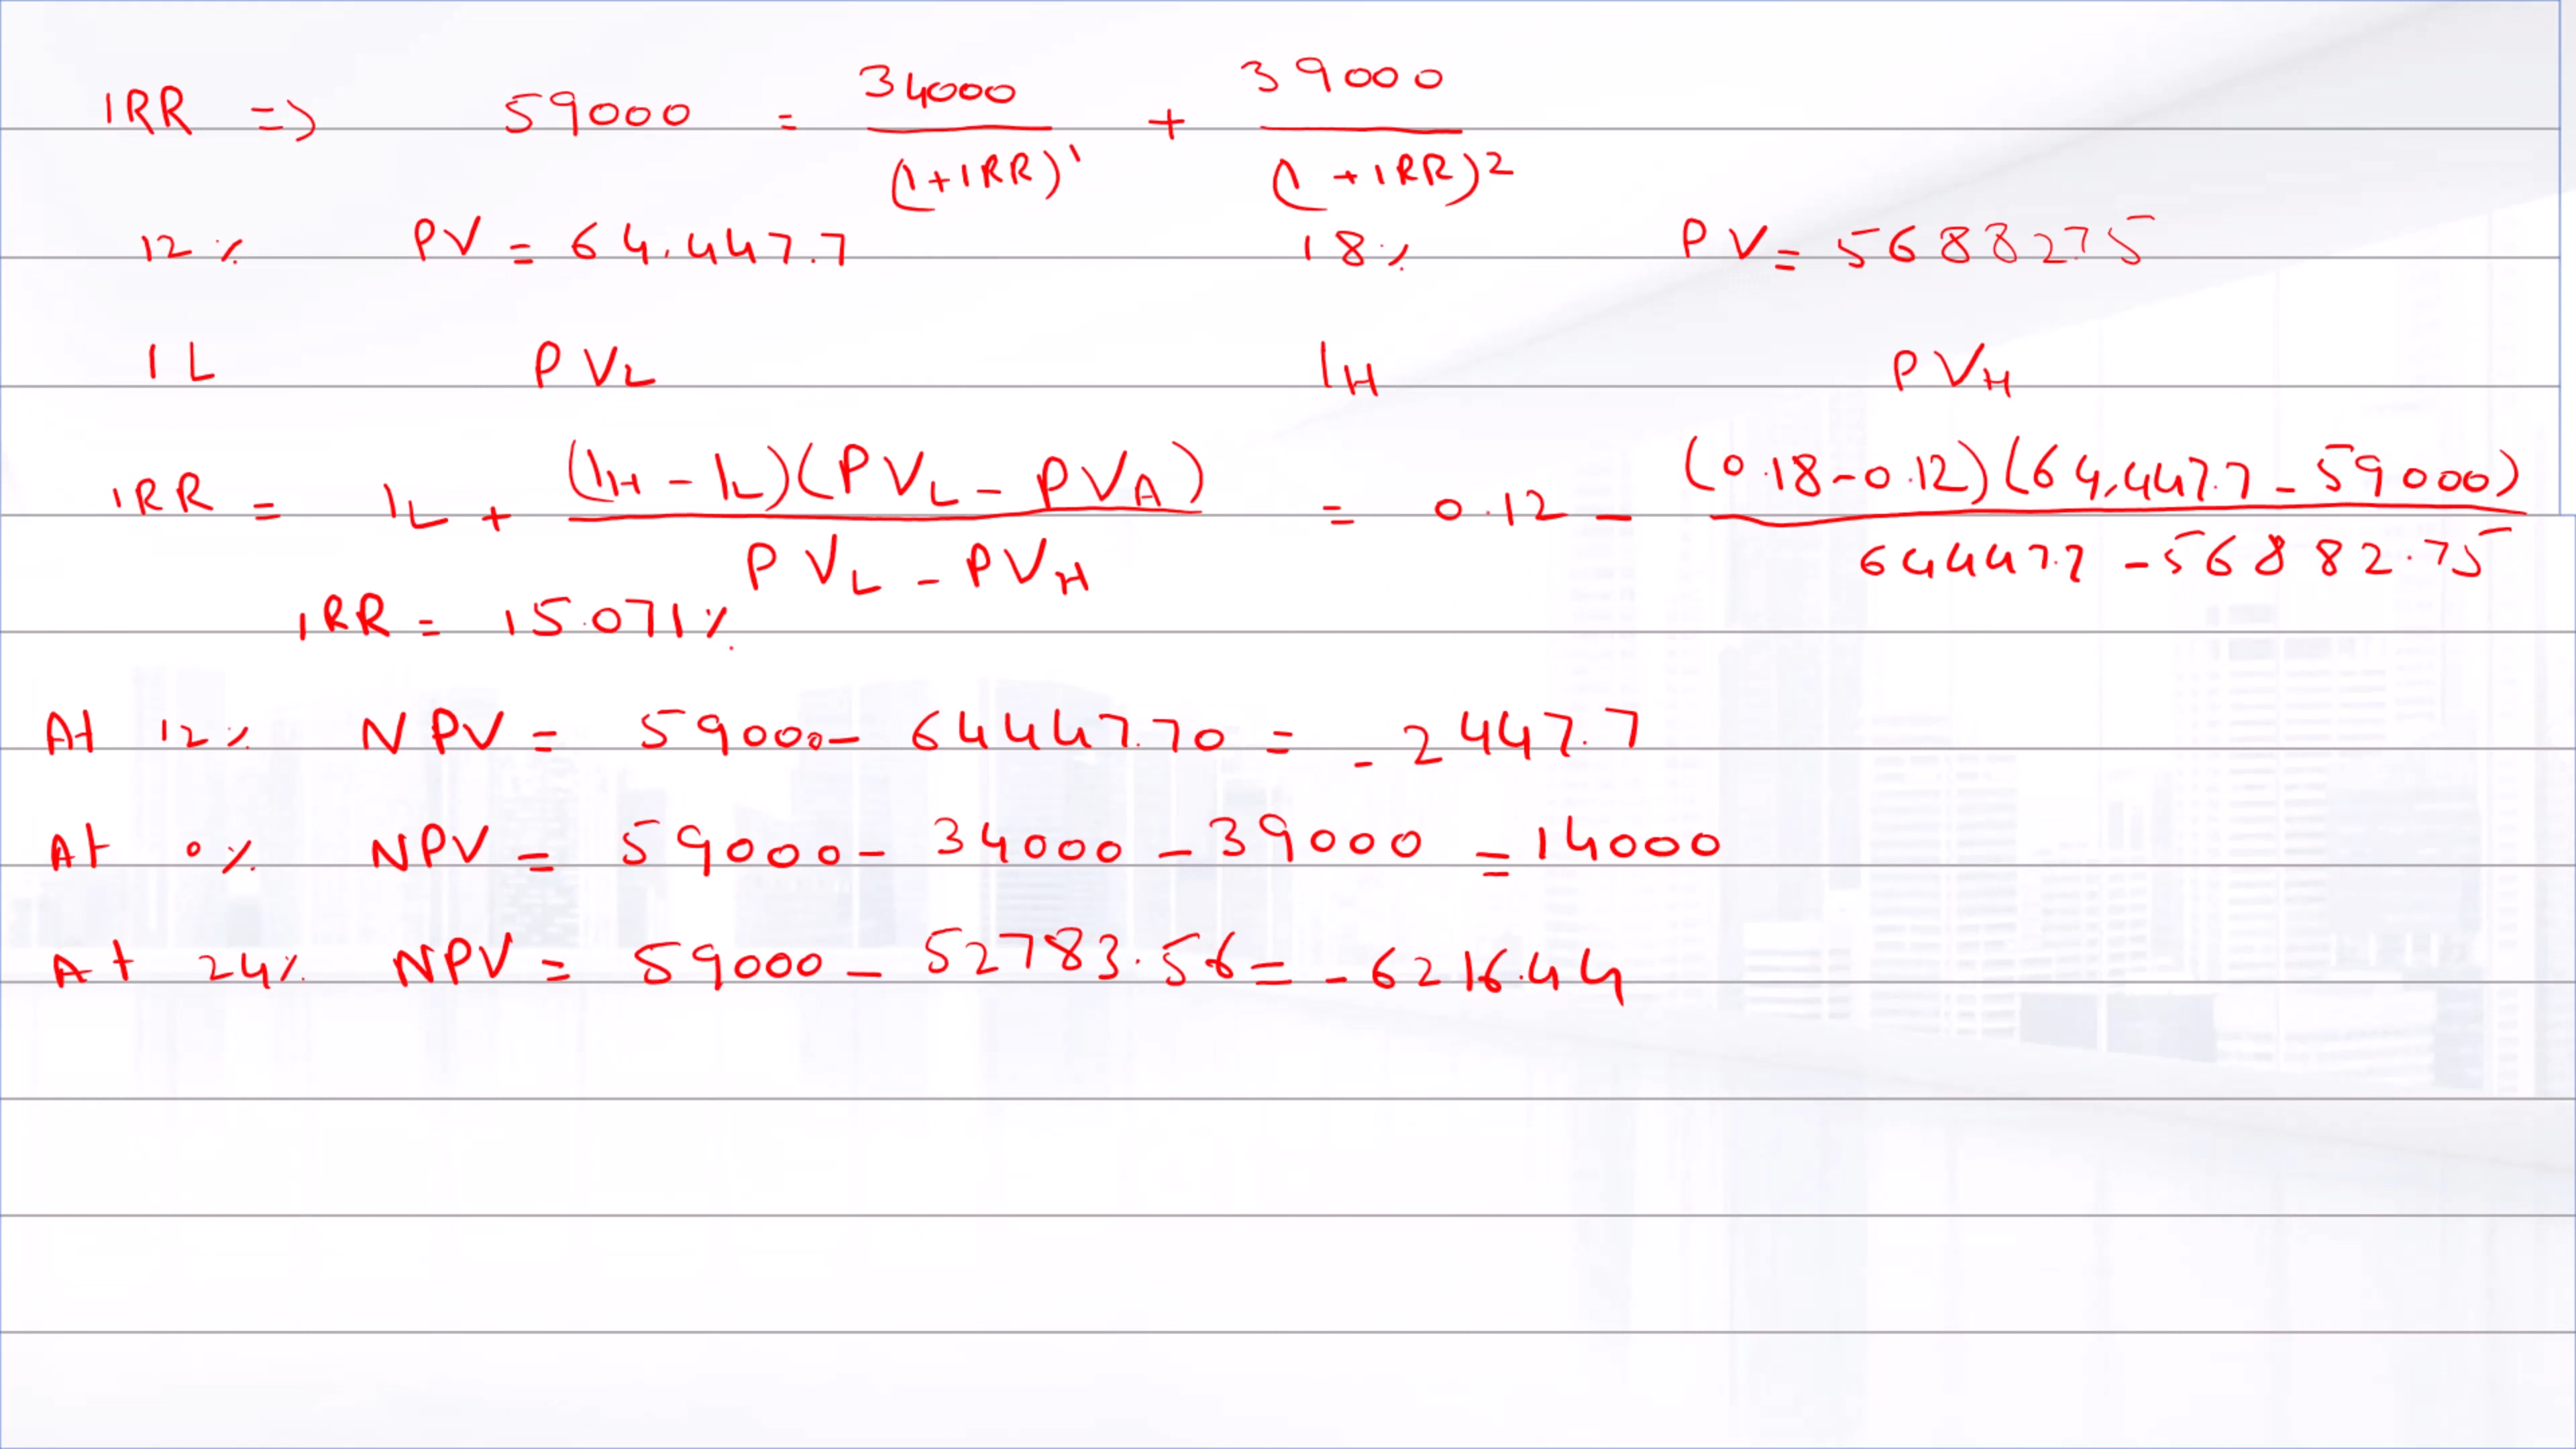 IRR => 59000 = 34000/(1+IRR)^1 + 39000/(1+IRR)^2
12% PV = 64,447.7 18% PV = 56882.75
IL PVL IH PVH
IRR = IL + (IH - IL)(PVL - PVA)/(PVL - PVH) = 0.12 - (0.18-0.12)(64,447.7 - 59000)/(64447.7 - 56882.75)
IRR = 15.071%
At 12% NPV = 59000 - 64447.70 = -2447.7
At 0% NPV = 59000 - 34000 - 39000 = 14000
At 24% NPV = 59000 - 52783.56 = -6216.44